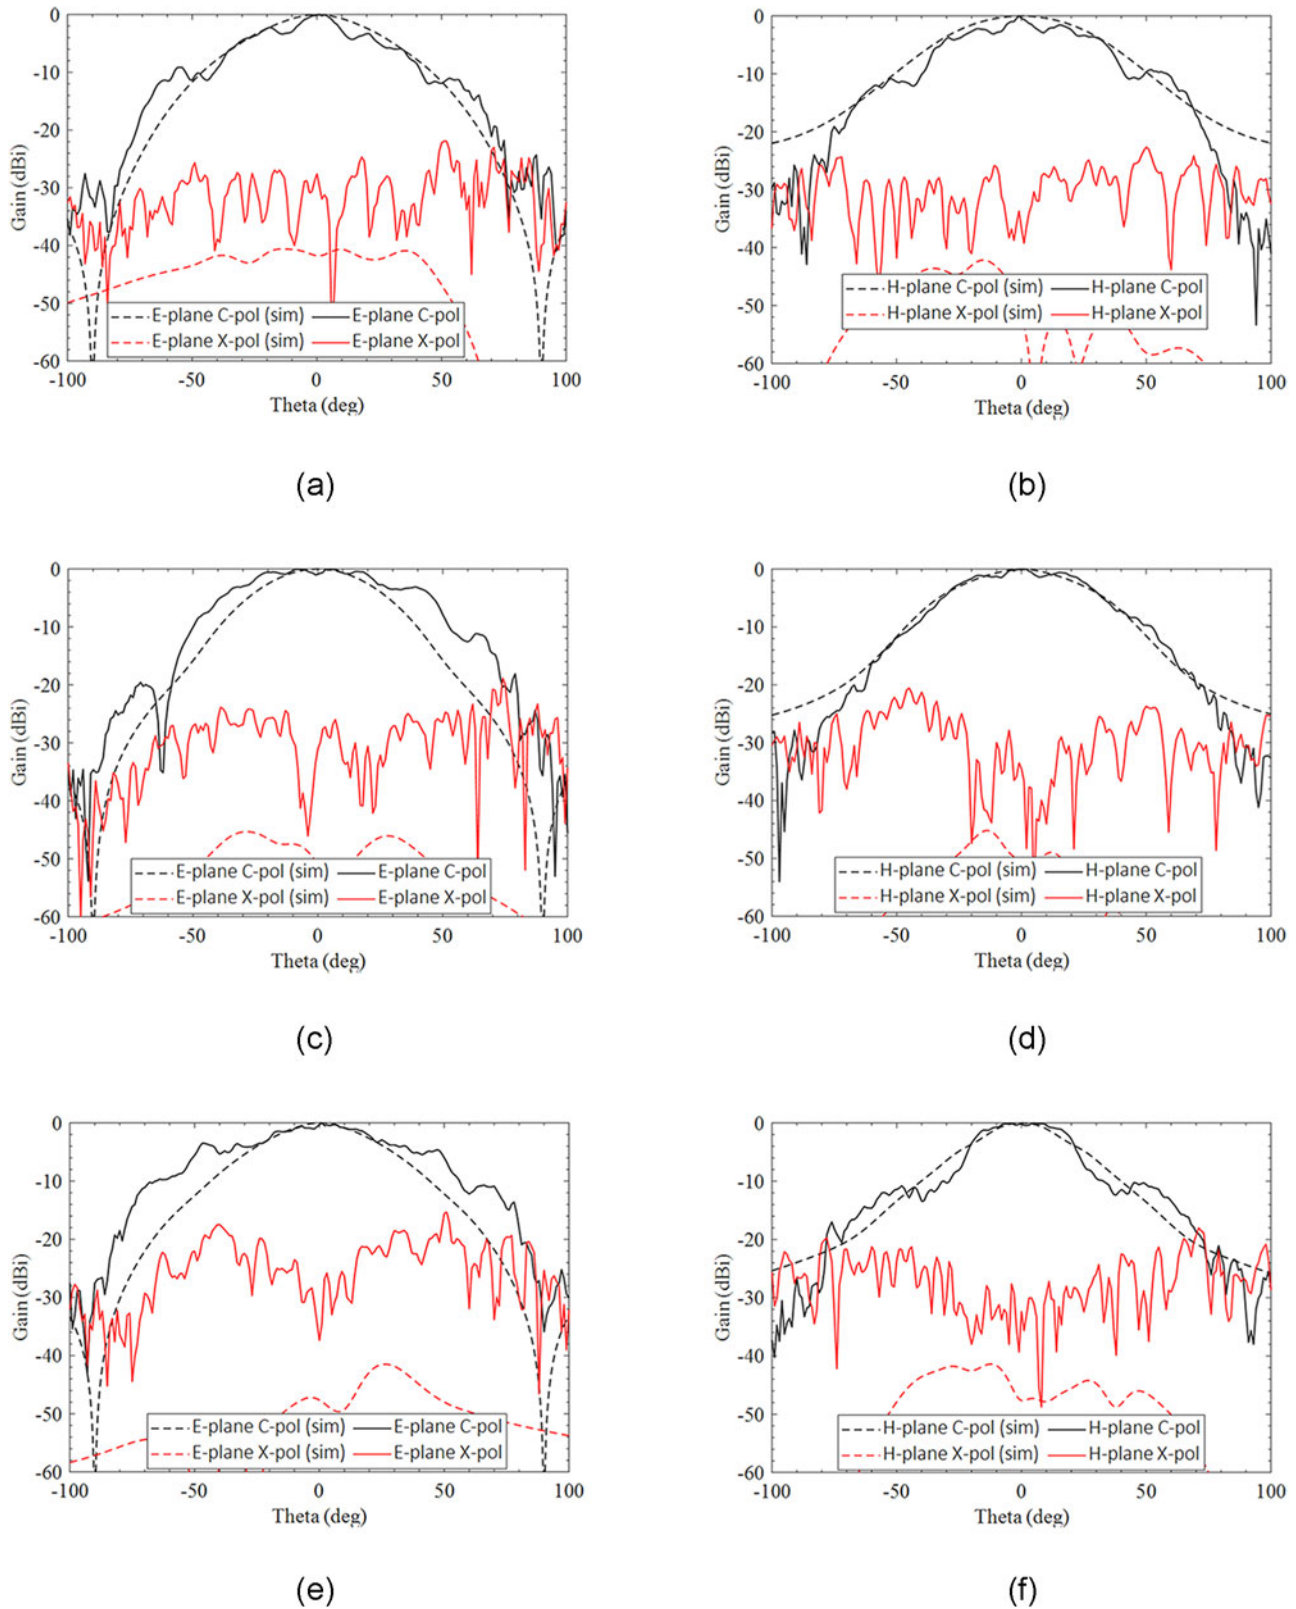 0
-10
-20
-30
-40
-50
-60
Gain (dBi)
E-plane C-pol (sim) E-plane C-pol
E-plane X-pol (sim) E-plane X-pol
-100 -50 0 50 100
Theta (deg)
(a)
0
-10
-20
-30
-40
-50
-60
Gain (dBi)
H-plane C-pol (sim) H-plane C-pol
H-plane X-pol (sim) H-plane X-pol
-100 -50 0 50 100
Theta (deg)
(b)
0
-10
-20
-30
-40
-50
-60
Gain (dBi)
E-plane C-pol (sim) E-plane C-pol
E-plane X-pol (sim) E-plane X-pol
-100 -50 0 50 100
Theta (deg)
(c)
0
-10
-20
-30
-40
-50
-60
Gain (dBi)
H-plane C-pol (sim) H-plane C-pol
H-plane X-pol (sim) H-plane X-pol
-100 -50 0 50 100
Theta (deg)
(d)
0
-10
-20
-30
-40
-50
-60
Gain (dBi)
E-plane C-pol (sim) E-plane C-pol
E-plane X-pol (sim) E-plane X-pol
-100 -50 0 50 100
Theta (deg)
(e)
0
-10
-20
-30
-40
-50
-60
Gain (dBi)
H-plane C-pol (sim) H-plane C-pol
H-plane X-pol (sim) H-plane X-pol
-100 -50 0 50 100
Theta (deg)
(f)